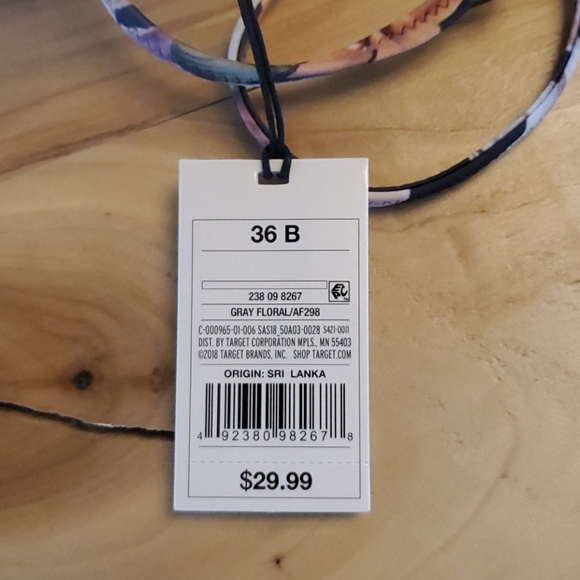 36 B
238 09 8267
GRAY FLORAL/AF298
C-000965-01-006 SAS18_50A03-0028 S421-0011
DIST. BY TARGET CORPORATION MPLS., MN 55403
©2018 TARGET BRANDS, INC. SHOP TARGET.COM
ORIGIN: SRI LANKA
4 92380 98267 8
$29.99